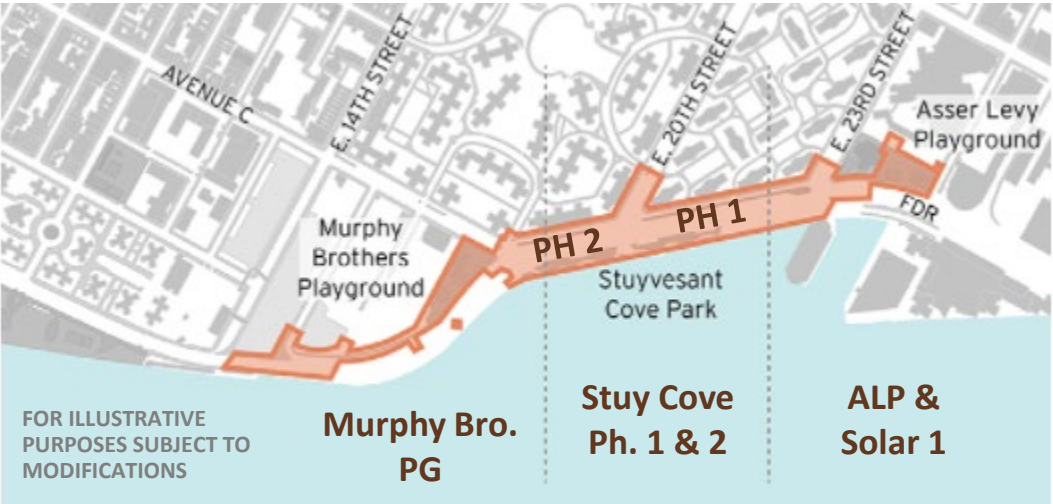 AVENUE C
E. 14TH STREET
E. 20TH STREET
E. 23RD STREET
Asser Levy
Playground
FDR
Murphy
Brothers
Playground
PH 2
PH 1
Stuyvesant
Cove Park
FOR ILLUSTRATIVE
PURPOSES SUBJECT TO
MODIFICATIONS
Murphy Bro.
PG
Stuy Cove
Ph. 1 & 2
ALP &
Solar 1